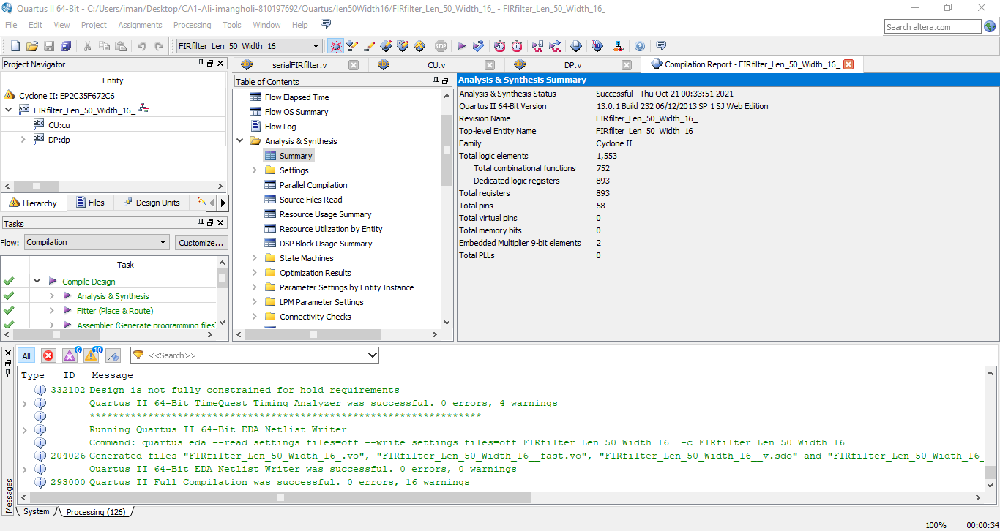 Quartus II 64-Bit - C:/Users/iman/Desktop/CA1-Ali-imangholi-810197692/Quartus/len50Width16/FIRfilter_Len_50_Width_16_ - FIRfilter_Len_50_Width_16_
File Edit View Project Assignments Processing Tools Window Help
Search altera.com
FIRfilter_Len_50_Width_16_
STOP
Project Navigator
Entity
Cyclone II: EP2C35F672C6
abd FIRfilter_Len_50_Width_16_
abd CU:cu
abd DP:dp
Hierarchy Files Design Units
Tasks
Flow: Compilation Customize...
Task
Compile Design
Analysis & Synthesis
Fitter (Place & Route)
Assembler (Generate programming files)
serialFIRfilter.v CU.v DP.v Compilation Report - FIRfilter_Len_50_Width_16_
Table of Contents
Flow Elapsed Time
Flow OS Summary
Flow Log
Analysis & Synthesis
Summary
Settings
Parallel Compilation
Source Files Read
Resource Usage Summary
Resource Utilization by Entity
DSP Block Usage Summary
State Machines
Optimization Results
Parameter Settings by Entity Instance
LPM Parameter Settings
Connectivity Checks
Analysis & Synthesis Summary
Analysis & Synthesis Status Successful - Thu Oct 21 00:33:51 2021
Quartus II 64-Bit Version 13.0.1 Build 232 06/12/2013 SP 1 SJ Web Edition
Revision Name FIRfilter_Len_50_Width_16_
Top-level Entity Name FIRfilter_Len_50_Width_16_
Family Cyclone II
Total logic elements 1,553
Total combinational functions 752
Dedicated logic registers 893
Total registers 893
Total pins 58
Total virtual pins 0
Total memory bits 0
Embedded Multiplier 9-bit elements 2
Total PLLs 0
All 6 10 <<Search>>
Type ID Message
332102 Design is not fully constrained for hold requirements
Quartus II 64-Bit TimeQuest Timing Analyzer was successful. 0 errors, 4 warnings
*******************************************************************
Running Quartus II 64-Bit EDA Netlist Writer
Command: quartus_eda --read_settings_files=off --write_settings_files=off FIRfilter_Len_50_Width_16_ -c FIRfilter_Len_50_Width_16_
204026 Generated files "FIRfilter_Len_50_Width_16_.vo", "FIRfilter_Len_50_Width_16__fast.vo", "FIRfilter_Len_50_Width_16__v.sdo" and "FIRfilter_Len_50_Width_16_
Quartus II 64-Bit EDA Netlist Writer was successful. 0 errors, 0 warnings
293000 Quartus II Full Compilation was successful. 0 errors, 16 warnings
Messages
System Processing (126)
100% 00:00:34